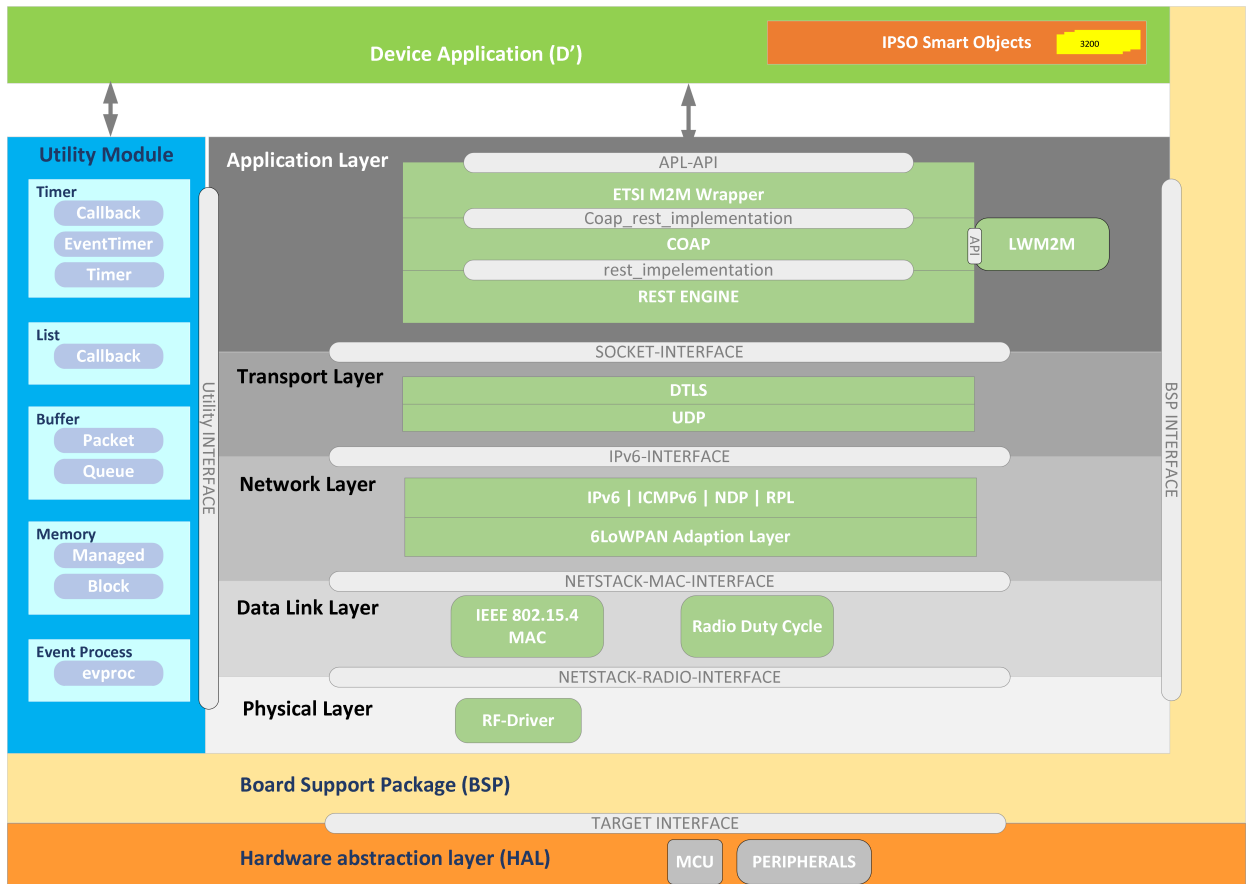 Device Application (D’)
IPSO Smart Objects
3200
Utility Module
Timer
Callback
EventTimer
Timer
List
Callback
Buffer
Packet
Queue
Memory
Managed
Block
Event Process
evproc
Utility INTERFACE
Application Layer
APL-API
ETSI M2M Wrapper
Coap_rest_implementation
COAP
API
LWM2M
rest_impelementation
REST ENGINE
SOCKET-INTERFACE
Transport Layer
DTLS
UDP
IPv6-INTERFACE
Network Layer
IPv6 | ICMPv6 | NDP | RPL
6LoWPAN Adaption Layer
NETSTACK-MAC-INTERFACE
Data Link Layer
IEEE 802.15.4
MAC
Radio Duty Cycle
NETSTACK-RADIO-INTERFACE
Physical Layer
RF-Driver
BSP INTERFACE
Board Support Package (BSP)
TARGET INTERFACE
Hardware abstraction layer (HAL)
MCU
PERIPHERALS